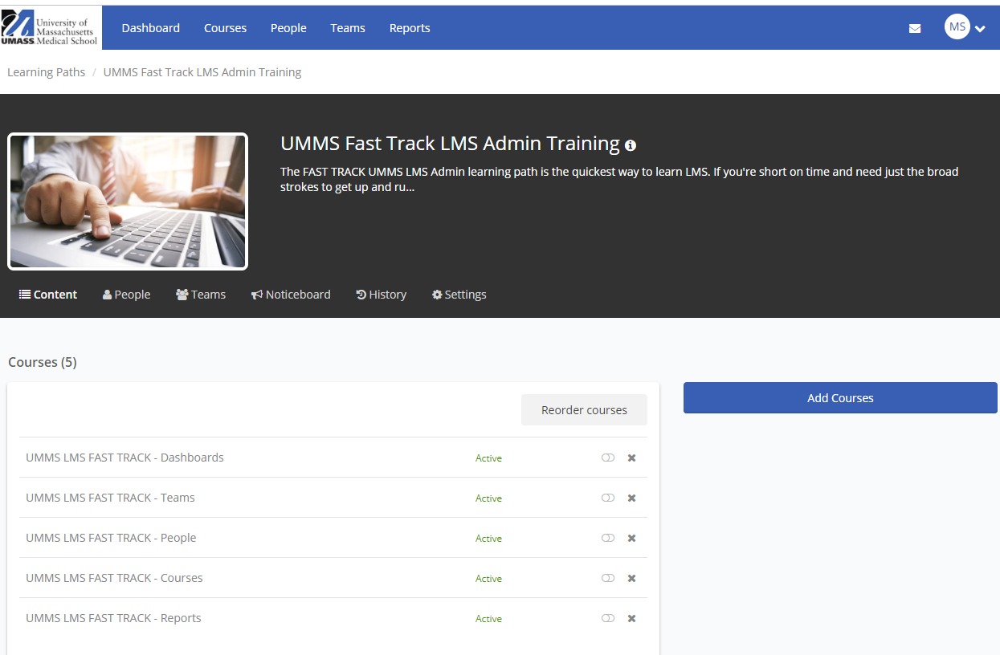 University of
Massachusetts
UMASS Medical School
Dashboard Courses People Teams Reports
MS
Learning Paths / UMMS Fast Track LMS Admin Training
UMMS Fast Track LMS Admin Training
The FAST TRACK UMMS LMS Admin learning path is the quickest way to learn LMS. If you're short on time and need just the broad
strokes to get up and ru...
Content People Teams Noticeboard History Settings
Courses (5)
Add Courses
Reorder courses
UMMS LMS FAST TRACK - Dashboards Active
UMMS LMS FAST TRACK - Teams Active
UMMS LMS FAST TRACK - People Active
UMMS LMS FAST TRACK - Courses Active
UMMS LMS FAST TRACK - Reports Active